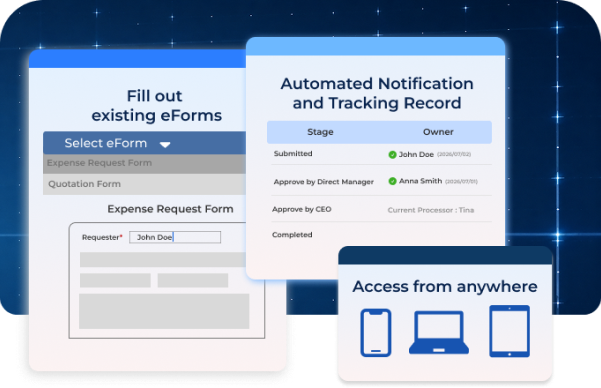 Fill out
existing eForms
Select eForm
Expense Request Form
Quotation Form
Expense Request Form
Requester* John Doe
Automated Notification
and Tracking Record
Stage Owner
Submitted John Doe (2026/07/02)
Approve by Direct Manager Anna Smith (2026/07/01)
Approve by CEO Current Processor : Tina
Completed
Access from anywhere